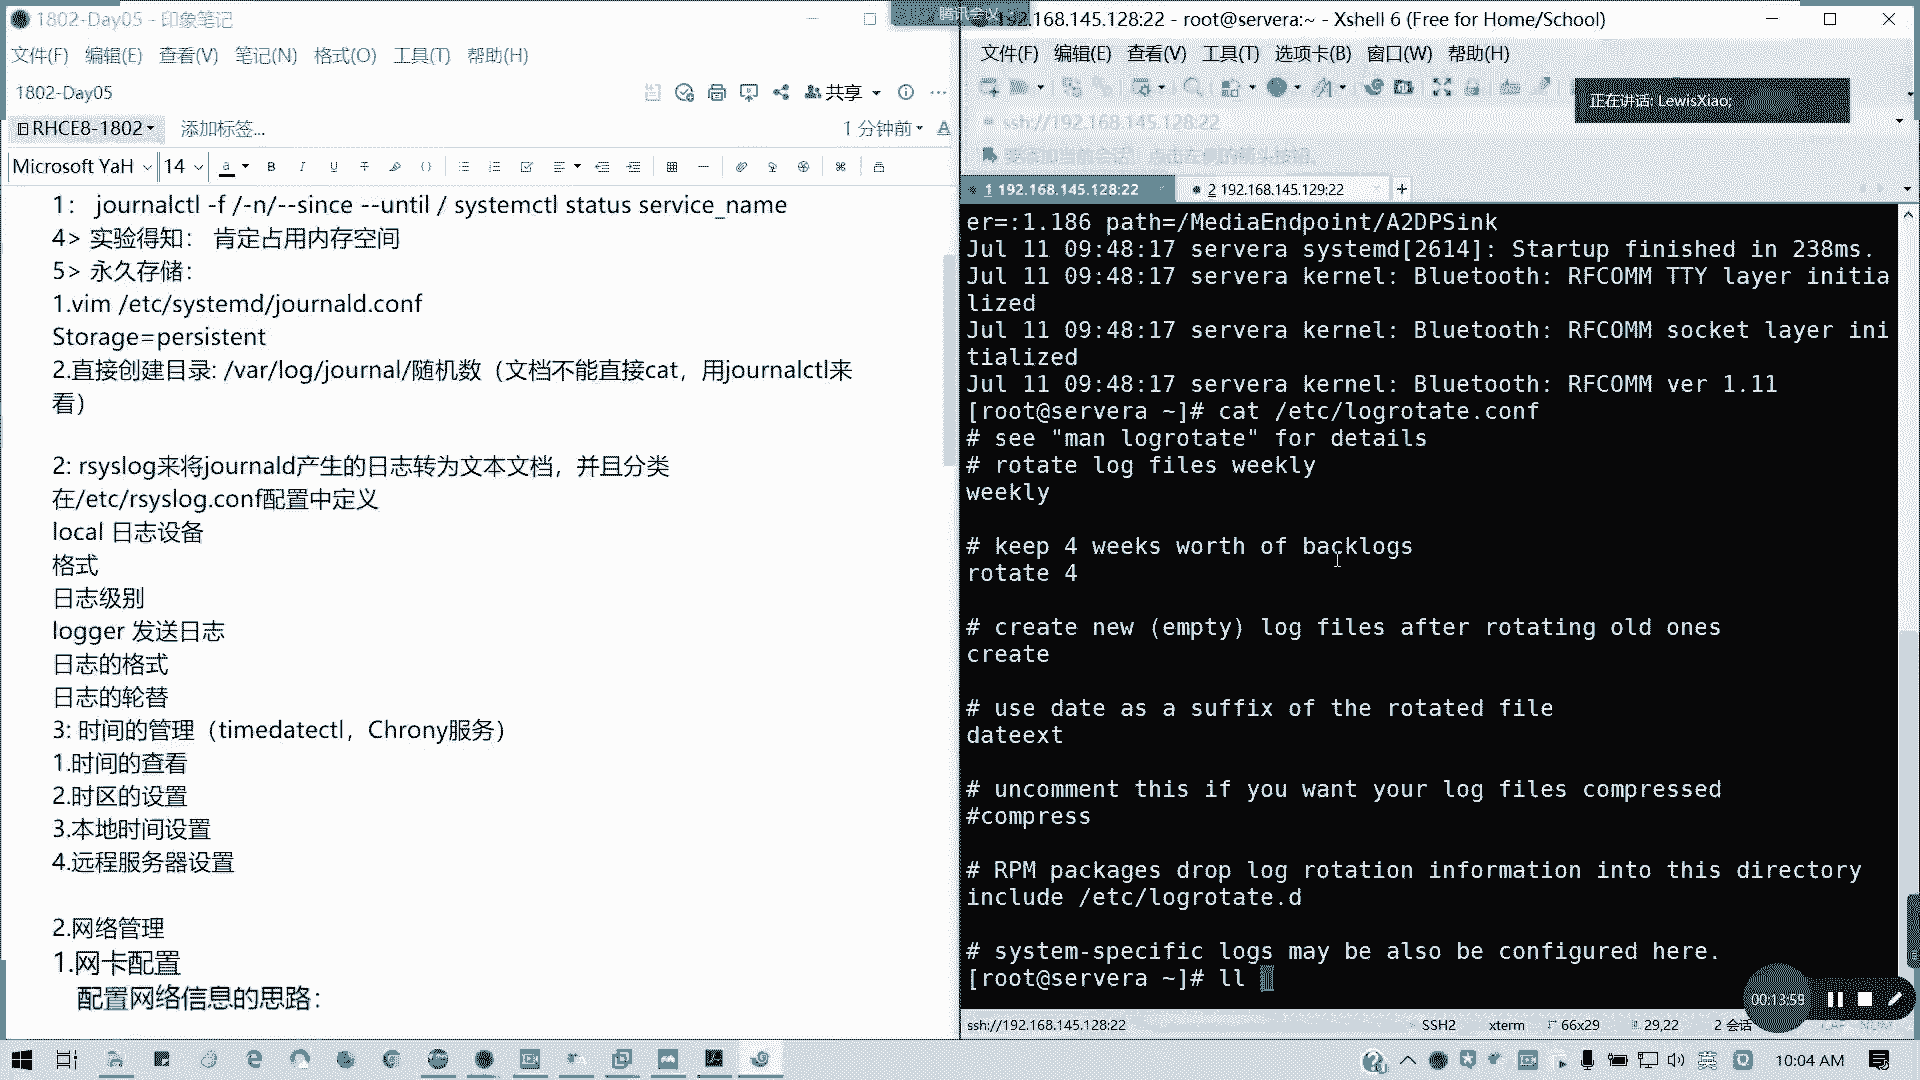 1802-Day05 - 印象笔记
文件(F) 编辑(E) 查看(V) 笔记(N) 格式(O) 工具(T) 帮助(H)
1802-Day05
共享
RHCE8-1802
添加标签...
1 分钟前
Microsoft YaH
14
1： journalctl -f /-n/--since --until / systemctl status service_name
4> 实验得知： 肯定占用内存空间
5> 永久存储：
1.vim /etc/systemd/journald.conf
Storage=persistent
2.直接创建目录: /var/log/journal/随机数（文档不能直接cat，用journalctl来
看）
2: rsyslog来将journald产生的日志转为文本文档，并且分类
在/etc/rsyslog.conf配置中定义
local 日志设备
格式
日志级别
logger 发送日志
日志的格式
日志的轮替
3: 时间的管理（timedatectl，Chrony服务）
1.时间的查看
2.时区的设置
3.本地时间设置
4.远程服务器设置
2.网络管理
1.网卡配置
配置网络信息的思路：
腾讯会议
192.168.145.128:22 - root@servera:~ - Xshell 6 (Free for Home/School)
文件(F) 编辑(E) 查看(V) 工具(T) 选项卡(B) 窗口(W) 帮助(H)
正在讲话: LewisXiao;
ssh://192.168.145.128:22
1 192.168.145.128:22
2 192.168.145.129:22
er=:1.186 path=/MediaEndpoint/A2DPSink
Jul 11 09:48:17 servera systemd[2614]: Startup finished in 238ms.
Jul 11 09:48:17 servera kernel: Bluetooth: RFCOMM TTY layer initia
lized
Jul 11 09:48:17 servera kernel: Bluetooth: RFCOMM socket layer ini
tialized
Jul 11 09:48:17 servera kernel: Bluetooth: RFCOMM ver 1.11
[root@servera ~]# cat /etc/logrotate.conf
# see "man logrotate" for details
# rotate log files weekly
weekly
# keep 4 weeks worth of backlogs
rotate 4
# create new (empty) log files after rotating old ones
create
# use date as a suffix of the rotated file
dateext
# uncomment this if you want your log files compressed
#compress
# RPM packages drop log rotation information into this directory
include /etc/logrotate.d
# system-specific logs may be also be configured here.
[root@servera ~]# ll
00:13:59
ssh://192.168.145.128:22
SSH2
xterm
66x29
29,22
2 会话
英
10:04 AM